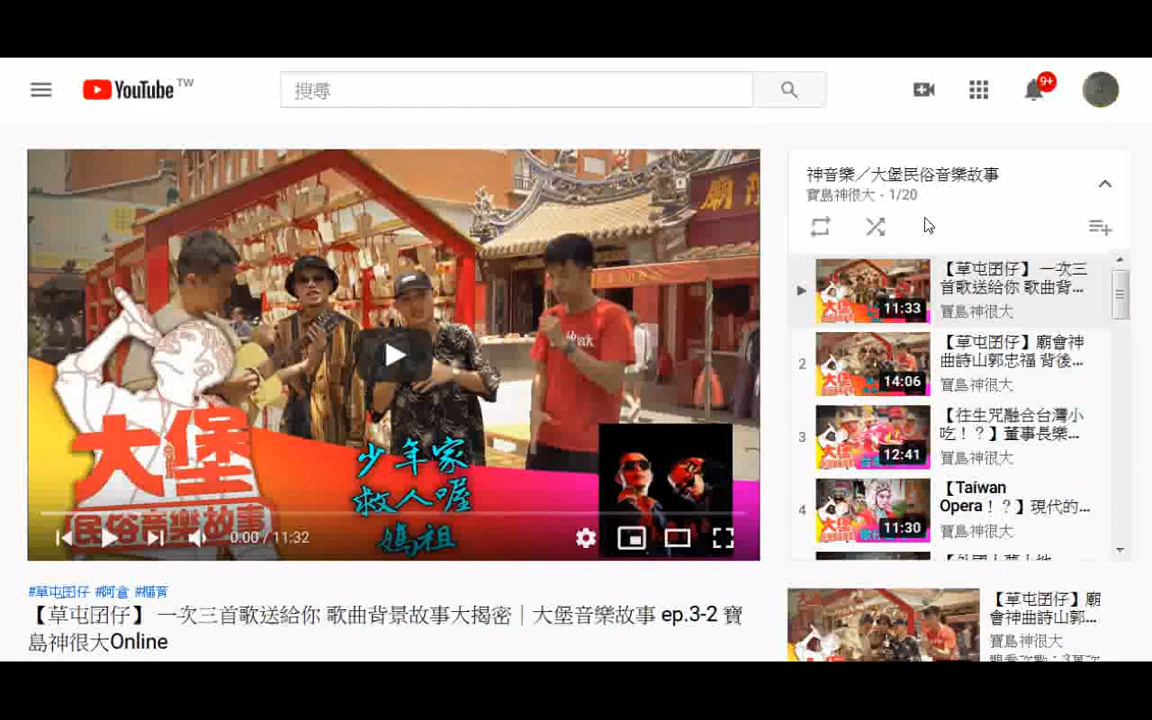 YouTube TW
搜尋
9+
廟
大堡
民俗音樂故事
少年家
救人喔
媽祖
0:00 / 11:32
#草屯囝仔 #阿倉 #楅育
【草屯囝仔】 一次三首歌送給你 歌曲背景故事大揭密｜大堡音樂故事 ep.3-2 寶
島神很大Online
神音樂／大堡民俗音樂故事
寶島神很大 - 1/20
【草屯囝仔】 一次三
首歌送給你 歌曲背...
寶島神很大
11:33
2
【草屯囝仔】廟會神
曲詩山郭忠福 背後...
寶島神很大
14:06
3
【往生咒融合台灣小
吃！？】董事長樂...
寶島神很大
12:41
4
【Taiwan
Opera！？】現代的...
寶島神很大
11:30
【草屯囝仔】廟
會神曲詩山郭...
寶島神很大